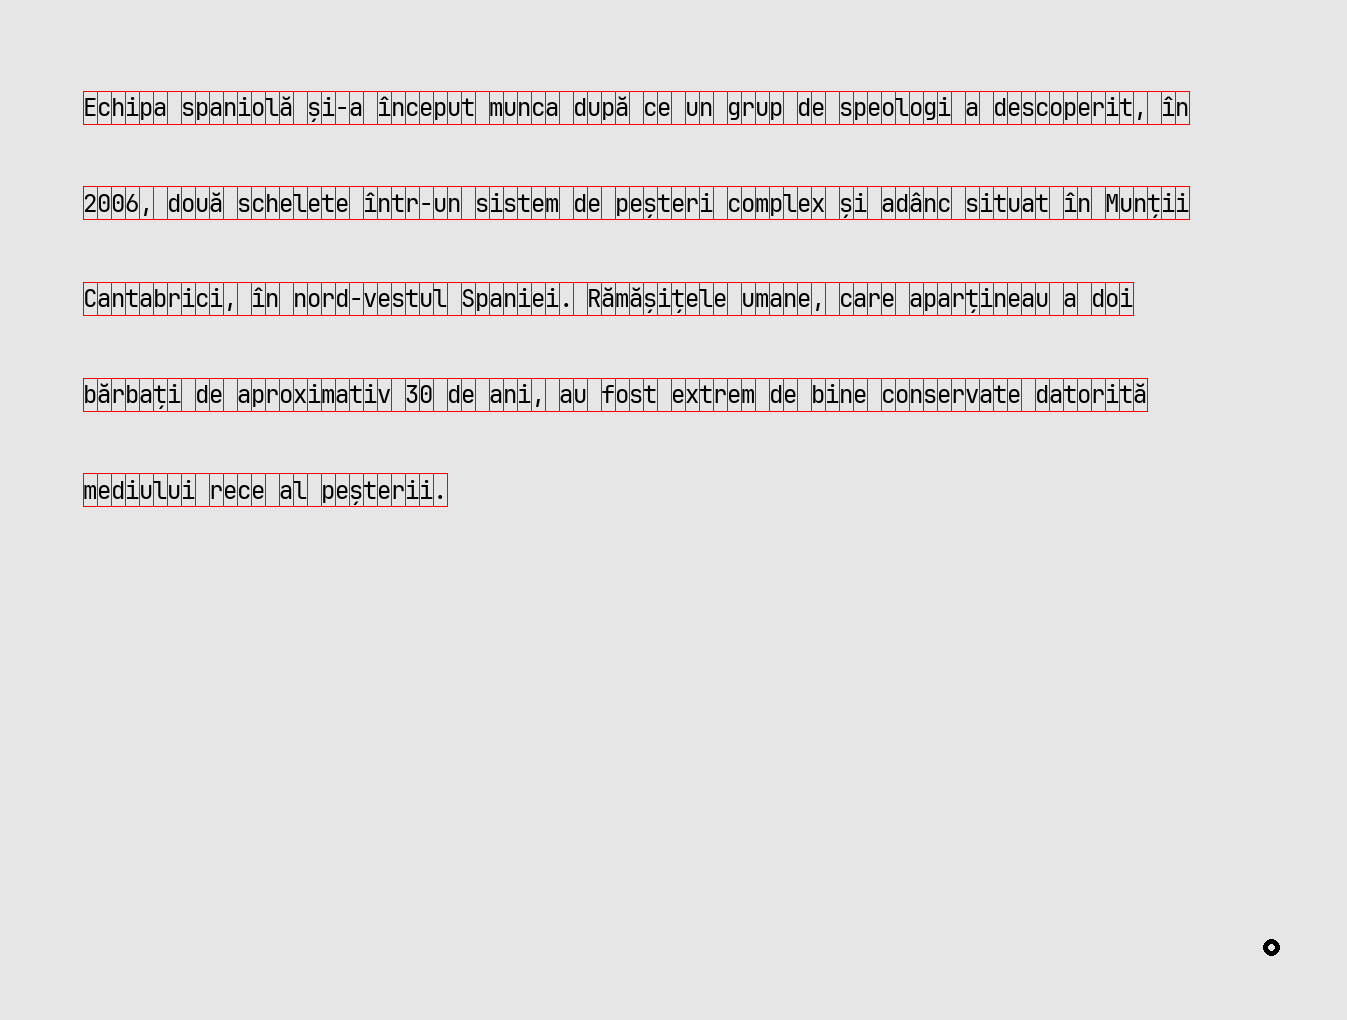 Echipa spaniolă și-a început munca după ce un grup de speologi a descoperit, în
2006, două schelete într-un sistem de peșteri complex și adânc situat în Munții
Cantabrici, în nord-vestul Spaniei. Rămășițele umane, care aparțineau a doi
bărbați de aproximativ 30 de ani, au fost extrem de bine conservate datorită
mediului rece al peșterii.